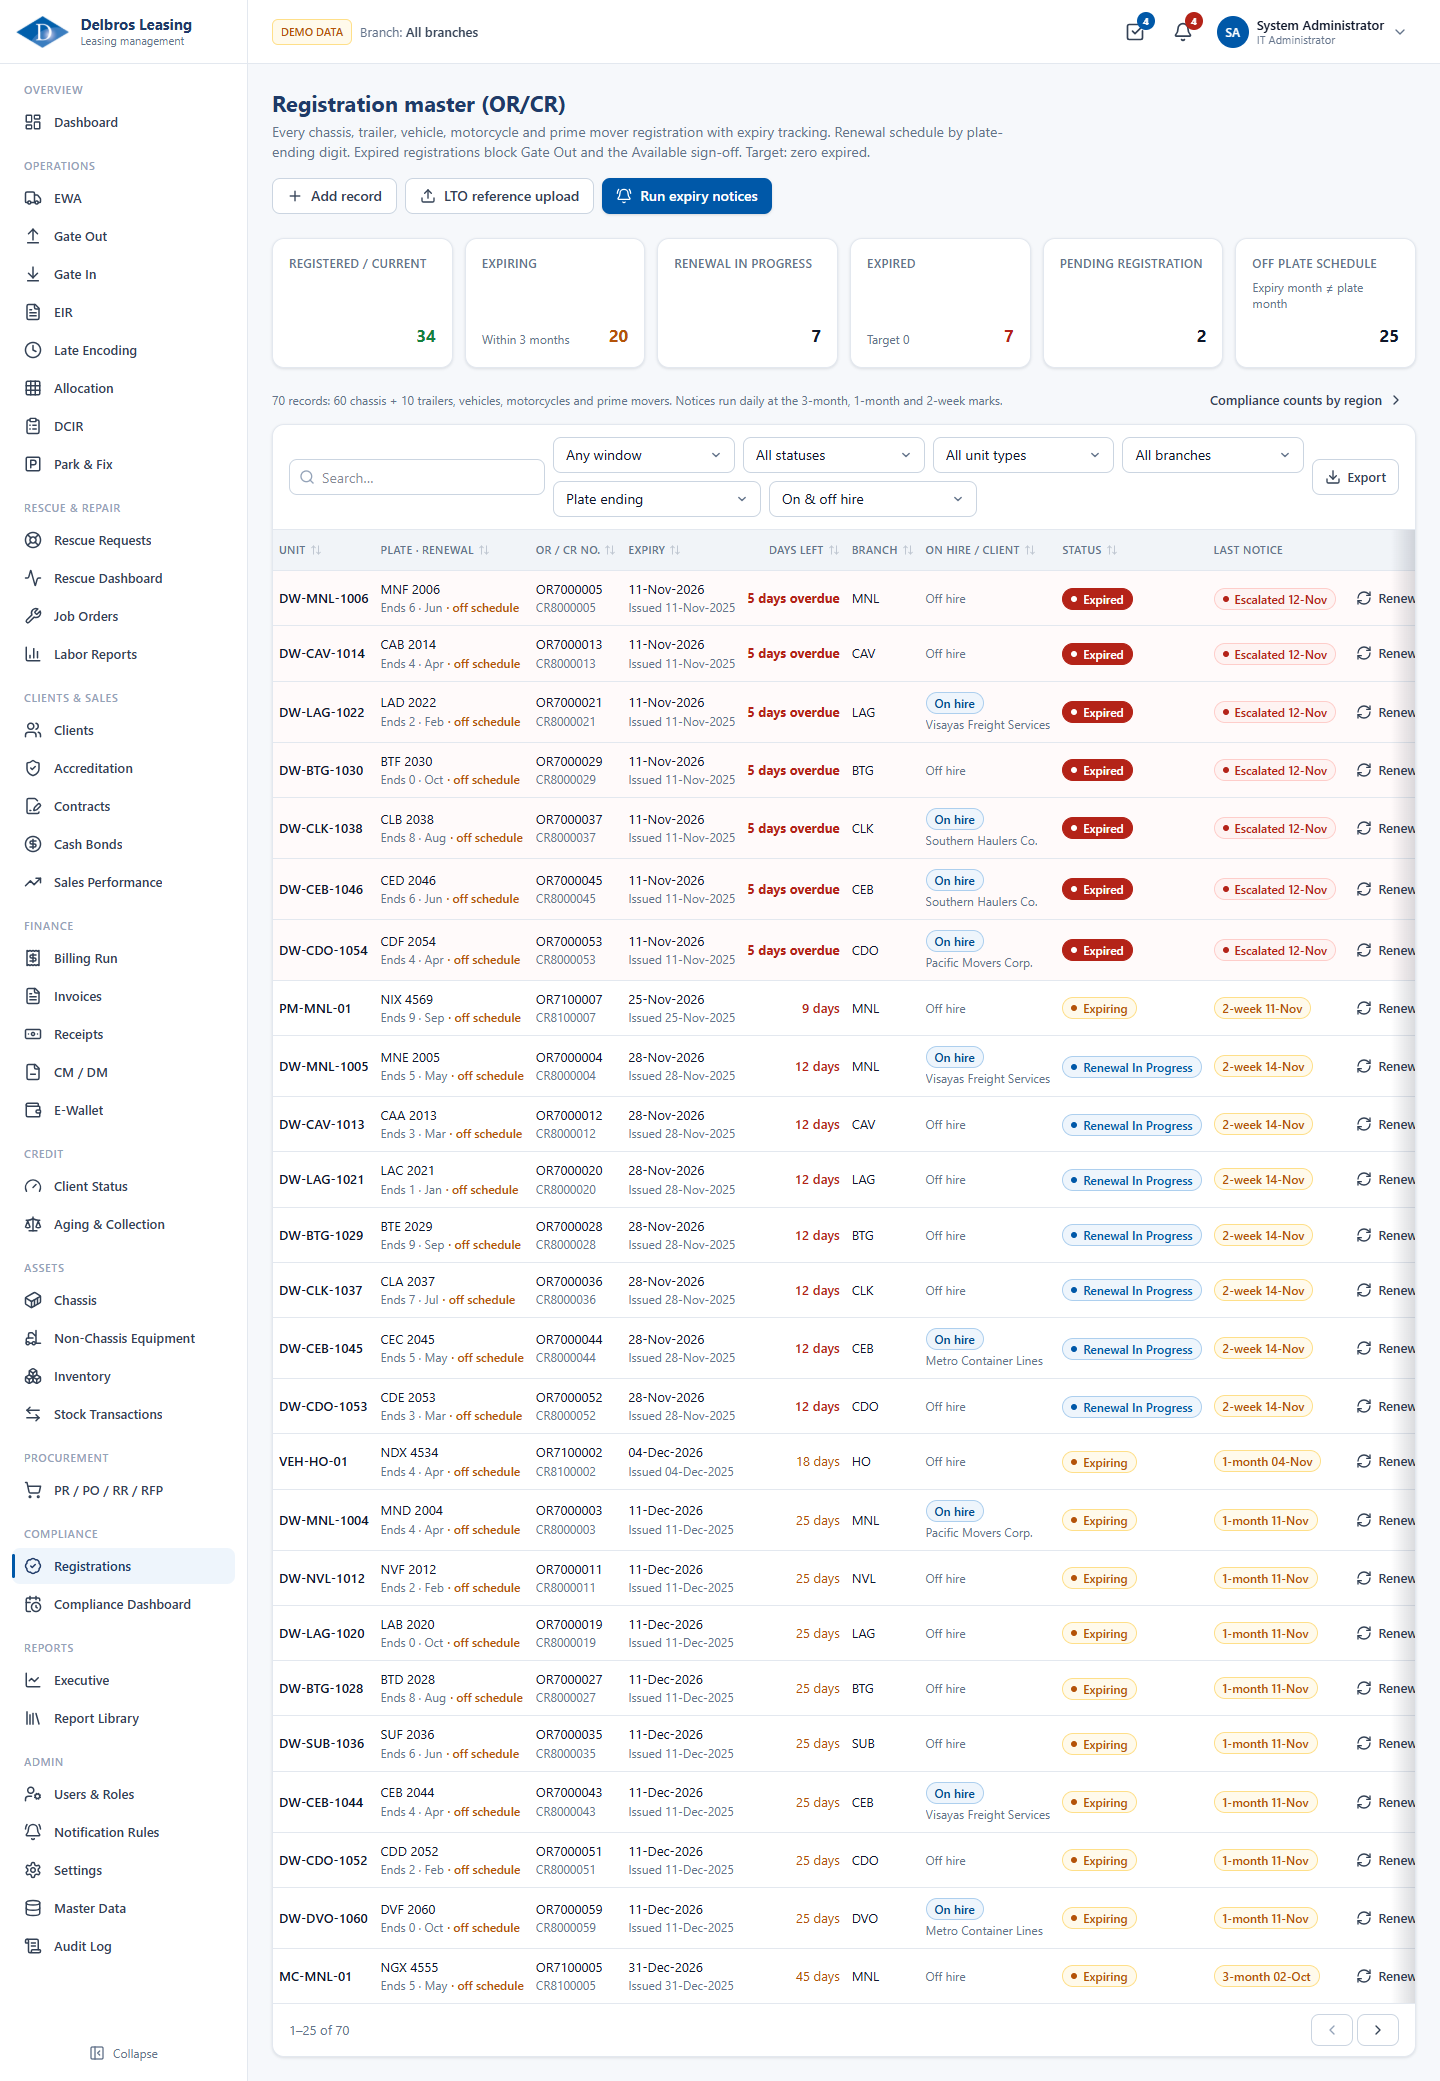 Delbros Leasing
Leasing management
DEMO DATA
Branch: All branches
4
4
SA
System Administrator
IT Administrator
OVERVIEW
Dashboard
OPERATIONS
EWA
Gate Out
Gate In
EIR
Late Encoding
Allocation
DCIR
Park & Fix
RESCUE & REPAIR
Rescue Requests
Rescue Dashboard
Job Orders
Labor Reports
CLIENTS & SALES
Clients
Accreditation
Contracts
Cash Bonds
Sales Performance
FINANCE
Billing Run
Invoices
Receipts
CM / DM
E-Wallet
CREDIT
Client Status
Aging & Collection
ASSETS
Chassis
Non-Chassis Equipment
Inventory
Stock Transactions
PROCUREMENT
PR / PO / RR / RFP
COMPLIANCE
Registrations
Compliance Dashboard
REPORTS
Executive
Report Library
ADMIN
Users & Roles
Notification Rules
Settings
Master Data
Audit Log
Collapse
Registration master (OR/CR)
Every chassis, trailer, vehicle, motorcycle and prime mover registration with expiry tracking. Renewal schedule by plate-
ending digit. Expired registrations block Gate Out and the Available sign-off. Target: zero expired.
Add record
LTO reference upload
Run expiry notices
REGISTERED / CURRENT
34
EXPIRING
Within 3 months 20
RENEWAL IN PROGRESS
7
EXPIRED
Target 0 7
PENDING REGISTRATION
2
OFF PLATE SCHEDULE
Expiry month ≠ plate
month
25
70 records: 60 chassis + 10 trailers, vehicles, motorcycles and prime movers. Notices run daily at the 3-month, 1-month and 2-week marks.
Compliance counts by region
Search...
Any window
All statuses
All unit types
All branches
Plate ending
On & off hire
Export
UNIT PLATE · RENEWAL OR / CR NO. EXPIRY DAYS LEFT BRANCH ON HIRE / CLIENT STATUS LAST NOTICE
DW-MNL-1006 MNF 2006 OR7000005 11-Nov-2026 5 days overdue MNL Off hire Expired Escalated 12-Nov Renew
Ends 6 · Jun · off schedule CR8000005 Issued 11-Nov-2025
DW-CAV-1014 CAB 2014 OR7000013 11-Nov-2026 5 days overdue CAV Off hire Expired Escalated 12-Nov Renew
Ends 4 · Apr · off schedule CR8000013 Issued 11-Nov-2025
DW-LAG-1022 LAD 2022 OR7000021 11-Nov-2026 5 days overdue LAG On hire Expired Escalated 12-Nov Renew
Ends 2 · Feb · off schedule CR8000021 Issued 11-Nov-2025 Visayas Freight Services
DW-BTG-1030 BTF 2030 OR7000029 11-Nov-2026 5 days overdue BTG Off hire Expired Escalated 12-Nov Renew
Ends 0 · Oct · off schedule CR8000029 Issued 11-Nov-2025
DW-CLK-1038 CLB 2038 OR7000037 11-Nov-2026 5 days overdue CLK On hire Expired Escalated 12-Nov Renew
Ends 8 · Aug · off schedule CR8000037 Issued 11-Nov-2025 Southern Haulers Co.
DW-CEB-1046 CED 2046 OR7000045 11-Nov-2026 5 days overdue CEB On hire Expired Escalated 12-Nov Renew
Ends 6 · Jun · off schedule CR8000045 Issued 11-Nov-2025 Southern Haulers Co.
DW-CDO-1054 CDF 2054 OR7000053 11-Nov-2026 5 days overdue CDO On hire Expired Escalated 12-Nov Renew
Ends 4 · Apr · off schedule CR8000053 Issued 11-Nov-2025 Pacific Movers Corp.
PM-MNL-01 NIX 4569 OR7100007 25-Nov-2026 9 days MNL Off hire Expiring 2-week 11-Nov Renew
Ends 9 · Sep · off schedule CR8100007 Issued 25-Nov-2025
DW-MNL-1005 MNE 2005 OR7000004 28-Nov-2026 12 days MNL On hire Renewal In Progress 2-week 14-Nov Renew
Ends 5 · May · off schedule CR8000004 Issued 28-Nov-2025 Visayas Freight Services
DW-CAV-1013 CAA 2013 OR7000012 28-Nov-2026 12 days CAV Off hire Renewal In Progress 2-week 14-Nov Renew
Ends 3 · Mar · off schedule CR8000012 Issued 28-Nov-2025
DW-LAG-1021 LAC 2021 OR7000020 28-Nov-2026 12 days LAG Off hire Renewal In Progress 2-week 14-Nov Renew
Ends 1 · Jan · off schedule CR8000020 Issued 28-Nov-2025
DW-BTG-1029 BTE 2029 OR7000028 28-Nov-2026 12 days BTG Off hire Renewal In Progress 2-week 14-Nov Renew
Ends 9 · Sep · off schedule CR8000028 Issued 28-Nov-2025
DW-CLK-1037 CLA 2037 OR7000036 28-Nov-2026 12 days CLK Off hire Renewal In Progress 2-week 14-Nov Renew
Ends 7 · Jul · off schedule CR8000036 Issued 28-Nov-2025
DW-CEB-1045 CEC 2045 OR7000044 28-Nov-2026 12 days CEB On hire Renewal In Progress 2-week 14-Nov Renew
Ends 5 · May · off schedule CR8000044 Issued 28-Nov-2025 Metro Container Lines
DW-CDO-1053 CDE 2053 OR7000052 28-Nov-2026 12 days CDO Off hire Renewal In Progress 2-week 14-Nov Renew
Ends 3 · Mar · off schedule CR8000052 Issued 28-Nov-2025
VEH-HO-01 NDX 4534 OR7100002 04-Dec-2026 18 days HO Off hire Expiring 1-month 04-Nov Renew
Ends 4 · Apr · off schedule CR8100002 Issued 04-Dec-2025
DW-MNL-1004 MND 2004 OR7000003 11-Dec-2026 25 days MNL On hire Expiring 1-month 11-Nov Renew
Ends 4 · Apr · off schedule CR8000003 Issued 11-Dec-2025 Pacific Movers Corp.
DW-NVL-1012 NVF 2012 OR7000011 11-Dec-2026 25 days NVL Off hire Expiring 1-month 11-Nov Renew
Ends 2 · Feb · off schedule CR8000011 Issued 11-Dec-2025
DW-LAG-1020 LAB 2020 OR7000019 11-Dec-2026 25 days LAG Off hire Expiring 1-month 11-Nov Renew
Ends 0 · Oct · off schedule CR8000019 Issued 11-Dec-2025
DW-BTG-1028 BTD 2028 OR7000027 11-Dec-2026 25 days BTG Off hire Expiring 1-month 11-Nov Renew
Ends 8 · Aug · off schedule CR8000027 Issued 11-Dec-2025
DW-SUB-1036 SUF 2036 OR7000035 11-Dec-2026 25 days SUB Off hire Expiring 1-month 11-Nov Renew
Ends 6 · Jun · off schedule CR8000035 Issued 11-Dec-2025
DW-CEB-1044 CEB 2044 OR7000043 11-Dec-2026 25 days CEB On hire Expiring 1-month 11-Nov Renew
Ends 4 · Apr · off schedule CR8000043 Issued 11-Dec-2025 Visayas Freight Services
DW-CDO-1052 CDD 2052 OR7000051 11-Dec-2026 25 days CDO Off hire Expiring 1-month 11-Nov Renew
Ends 2 · Feb · off schedule CR8000051 Issued 11-Dec-2025
DW-DVO-1060 DVF 2060 OR7000059 11-Dec-2026 25 days DVO On hire Expiring 1-month 11-Nov Renew
Ends 0 · Oct · off schedule CR8000059 Issued 11-Dec-2025 Metro Container Lines
MC-MNL-01 NGX 4555 OR7100005 31-Dec-2026 45 days MNL Off hire Expiring 3-month 02-Oct Renew
Ends 5 · May · off schedule CR8100005 Issued 31-Dec-2025
1–25 of 70